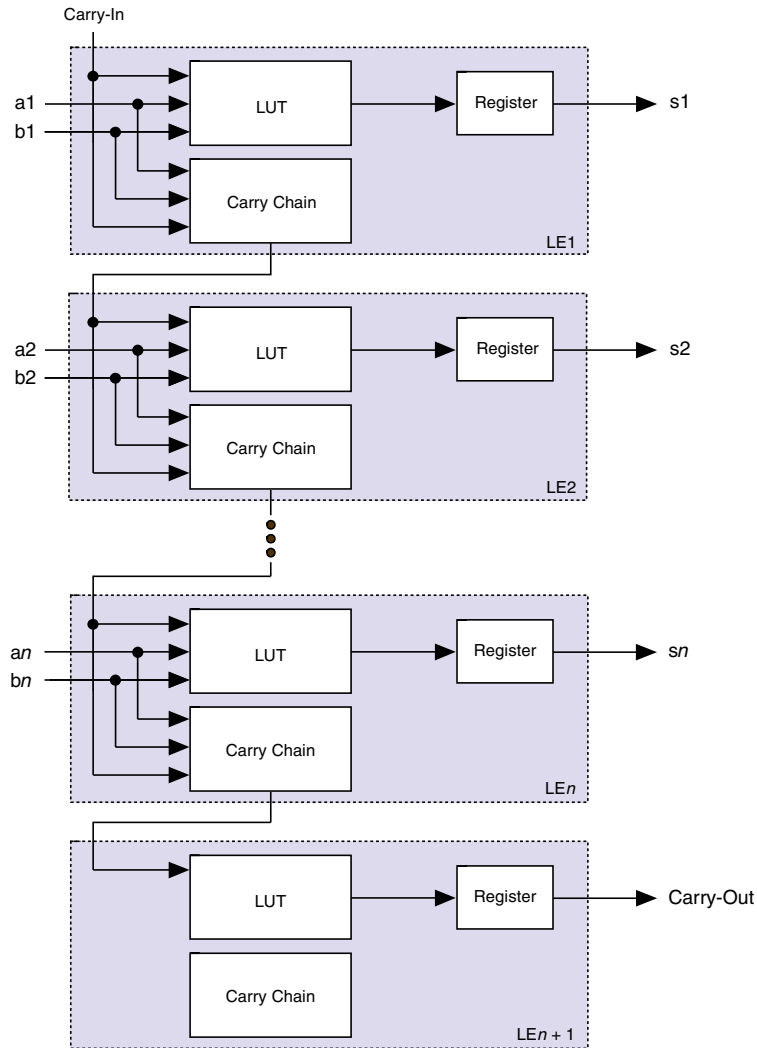 Carry-In
a1
b1
LUT
Register
s1
Carry Chain
LE1
a2
b2
LUT
Register
s2
Carry Chain
LE2
an
bn
LUT
Register
sn
Carry Chain
LEn
LUT
Register
Carry-Out
Carry Chain
LEn + 1